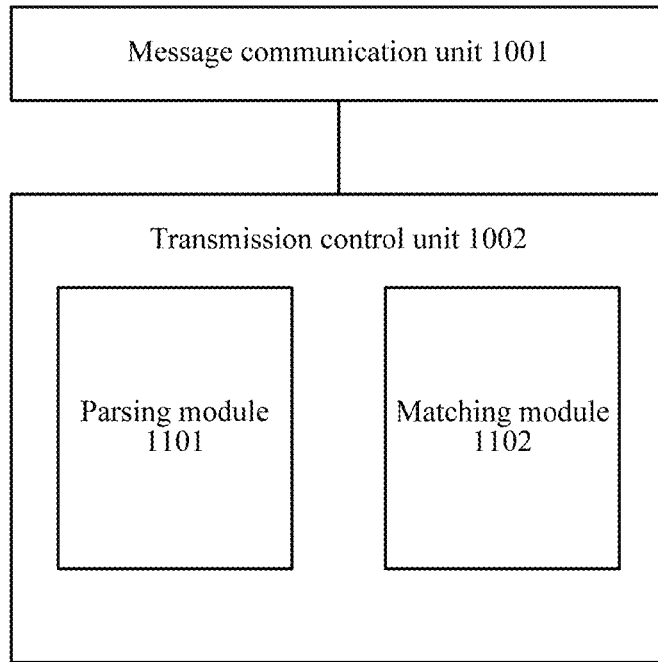 Message communication unit 1001
Transmission control unit 1002
Parsing module
1101
Matching module
1102